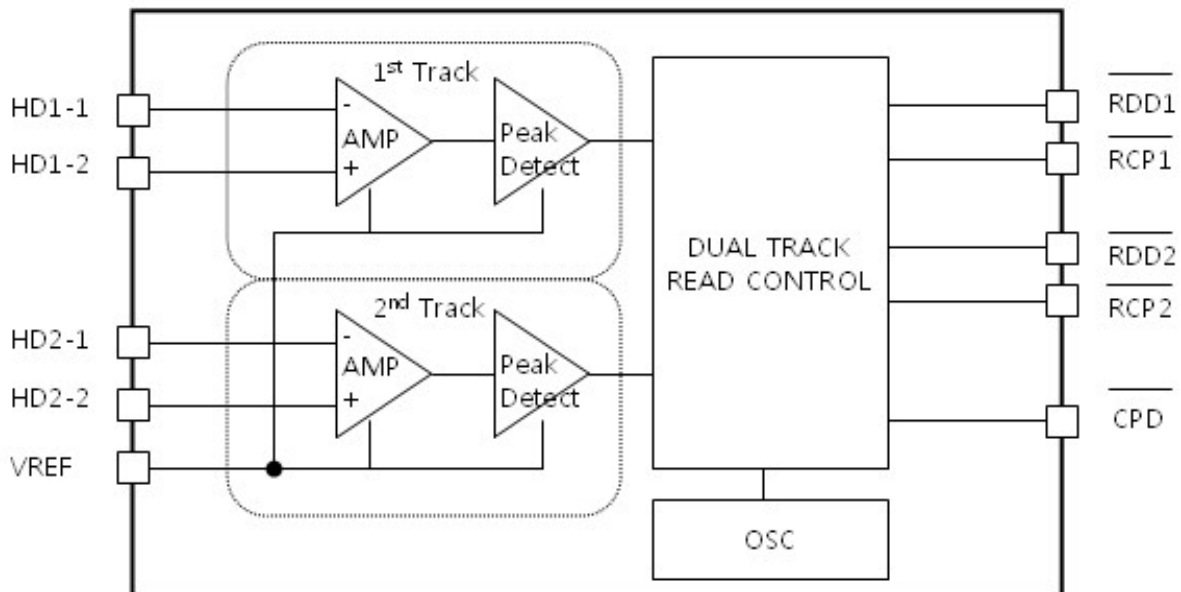 1st Track
HD1-1
HD1-2
-
AMP
+
Peak
Detect
2nd Track
HD2-1
HD2-2
VREF
-
AMP
+
Peak
Detect
DUAL TRACK
READ CONTROL
OSC
RDD1
RCP1
RDD2
RCP2
CPD